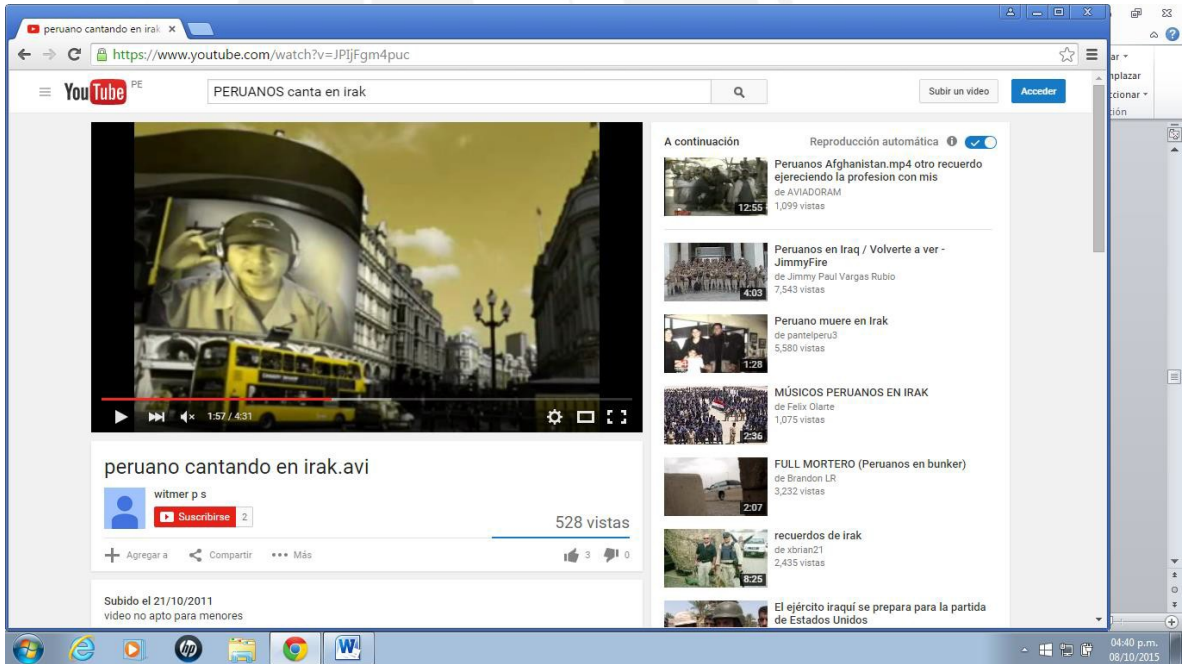 peruano cantando en irak
https://www.youtube.com/watch?v=JPIjFgm4puc
YouTube PE
PERUANOS canta en irak
Subir un video
Acceder
1:57 / 4:31
peruano cantando en irak.avi
witmer p s
Suscribirse 2
528 vistas
Agregar a
Compartir
Más
3
0
Subido el 21/10/2011
video no apto para menores
A continuación
Reproducción automática
Peruanos Afghanistan.mp4 otro recuerdo
ejereciendo la profesion con mis
de AVIADORAM
1,099 vistas
12:55
Peruanos en Iraq / Volverte a ver -
JimmyFire
de Jimmy Paul Vargas Rubio
7,543 vistas
4:03
Peruano muere en Irak
de pantelperu3
5,580 vistas
1:28
MÚSICOS PERUANOS EN IRAK
de Felix Olarte
1,075 vistas
2:36
FULL MORTERO (Peruanos en bunker)
de Brandon LR
3,232 vistas
2:07
recuerdos de irak
de xbrian21
2,435 vistas
8:25
El ejército iraquí se prepara para la partida
de Estados Unidos
ar
nplazar
ccionar
ción
hp
W
04:40 p.m.
08/10/2015